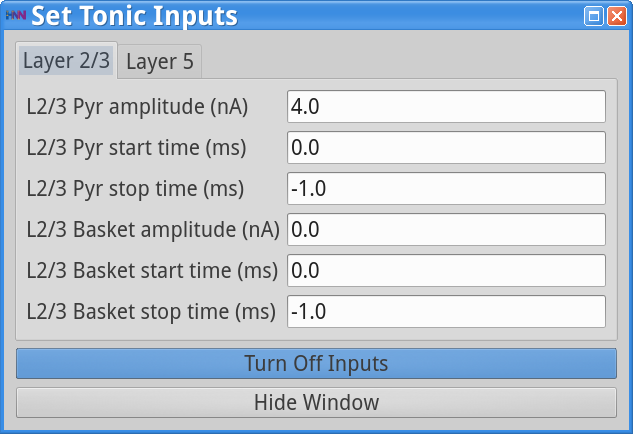 HNN Set Tonic Inputs
Layer 2/3 Layer 5
L2/3 Pyr amplitude (nA) 4.0
L2/3 Pyr start time (ms) 0.0
L2/3 Pyr stop time (ms) -1.0
L2/3 Basket amplitude (nA) 0.0
L2/3 Basket start time (ms) 0.0
L2/3 Basket stop time (ms) -1.0
Turn Off Inputs
Hide Window